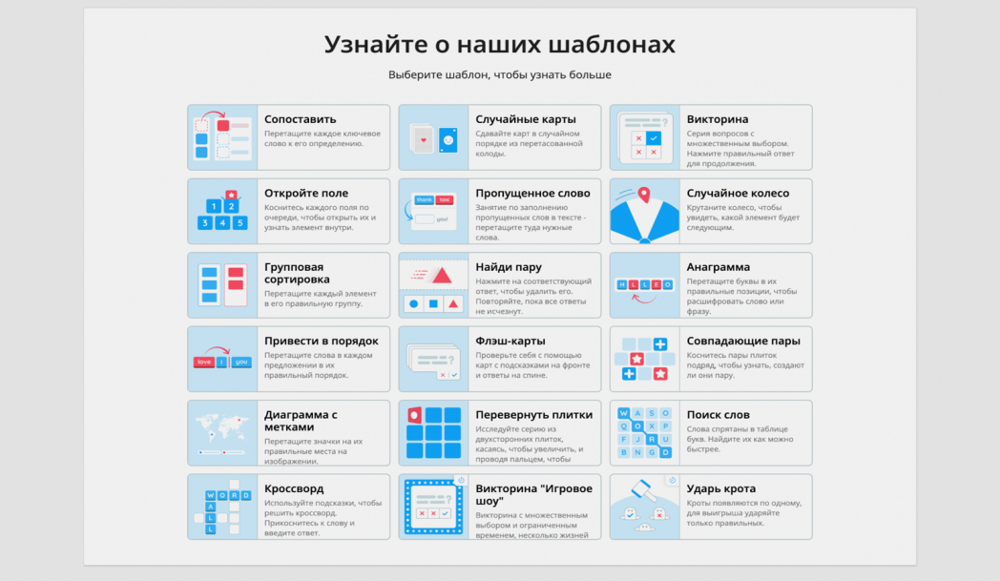 Узнайте о наших шаблонах
Выберите шаблон, чтобы узнать больше
Сопоставить
Перетащите каждое ключевое
слово к его определению.
Случайные карты
Сдавайте карт в случайном
порядке из перетасованной
колоды.
?
Викторина
Серия вопросов с
множественным выбором.
Нажмите правильный ответ
для продолжения.
1 2
3 4 5
Откройте поле
Коснитесь каждого поля по
очереди, чтобы открыть их и
узнать элемент внутри.
thank taxi
you!
Пропущенное слово
Занятие по заполнению
пропущенных слов в тексте -
перетащите туда нужные
слова.
Случайное колесо
Крутаните колесо, чтобы
увидеть, какой элемент будет
следующим.
Групповая
сортировка
Перетащите каждый элемент
в его правильную группу.
Найди пару
Нажмите на соответствующий
ответ, чтобы удалить его.
Повторяйте, пока все ответы
не исчезнут.
H L L E O
Анаграмма
Перетащите буквы в их
правильные позиции, чтобы
расшифровать слово или
фразу.
love I you
Привести в порядок
Перетащите слова в каждом
предложении в их
правильный порядок.
?
Флэш-карты
Проверьте себя с помощью
карт с подсказками на фронте
и ответы на спине.
Совпадающие пары
Коснитесь пары плиток
подряд, чтобы узнать, создают
ли они пару.
Диаграмма с
метками
Перетащите значки на их
правильные места на
изображении.
Перевернуть плитки
Исследуйте серию из
двухсторонних плиток,
касаясь, чтобы увеличить, и
проводя пальцем, чтобы
W A S O
Q O X P
F J R U
B N G D
Поиск слов
Слова спрятаны в таблице
букв. Найдите их как можно
быстрее.
W O R D
A
L
L
Кроссворд
Используйте подсказки, чтобы
решить кроссворд.
Прикоснитесь к слову и
введите ответ.
?
Викторина "Игровое
шоу"
Викторина с множественным
выбором и ограниченным
временем, несколько жизней
Ударь крота
Кроты появляются по одному,
для выигрыша ударяйте
только правильных.